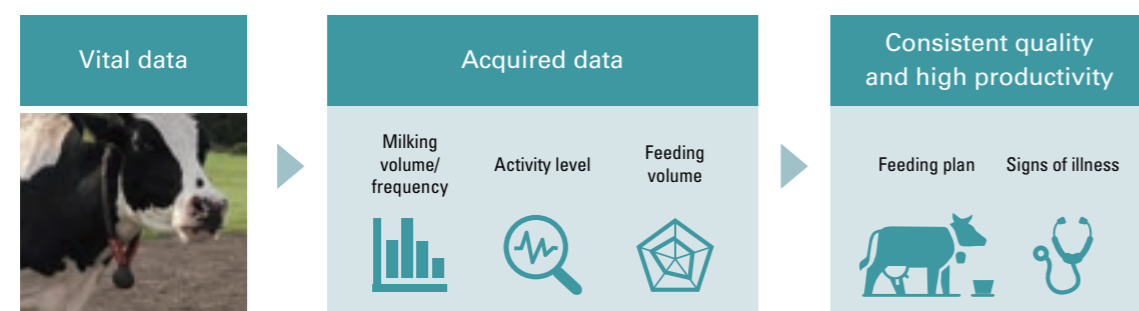 Vital data
Acquired data
Consistent quality
and high productivity
Milking
volume/
frequency
Activity level
Feeding
volume
Feeding plan
Signs of illness